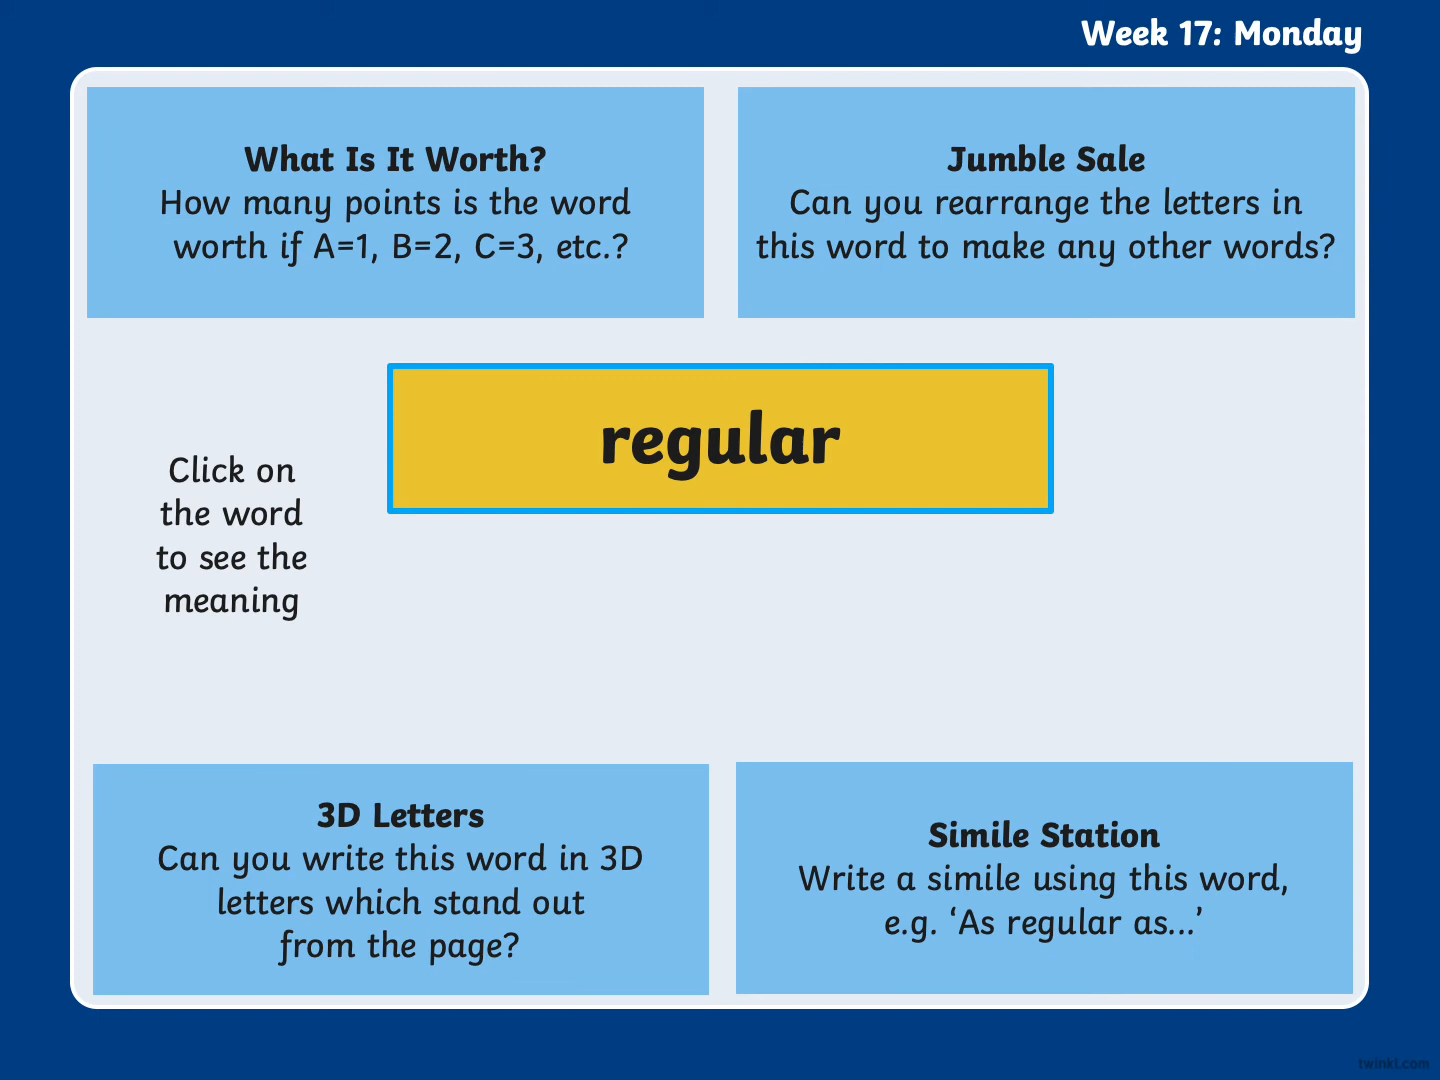 Week 17: Monday
What Is It Worth?
How many points is the word
worth if A=1, B=2, C=3, etc.?
Jumble Sale
Can you rearrange the letters in
this word to make any other words?
regular
Click on
the word
to see the
meaning
3D Letters
Can you write this word in 3D
letters which stand out
from the page?
Simile Station
Write a simile using this word,
e.g. ‘As regular as...’
twinkl.com